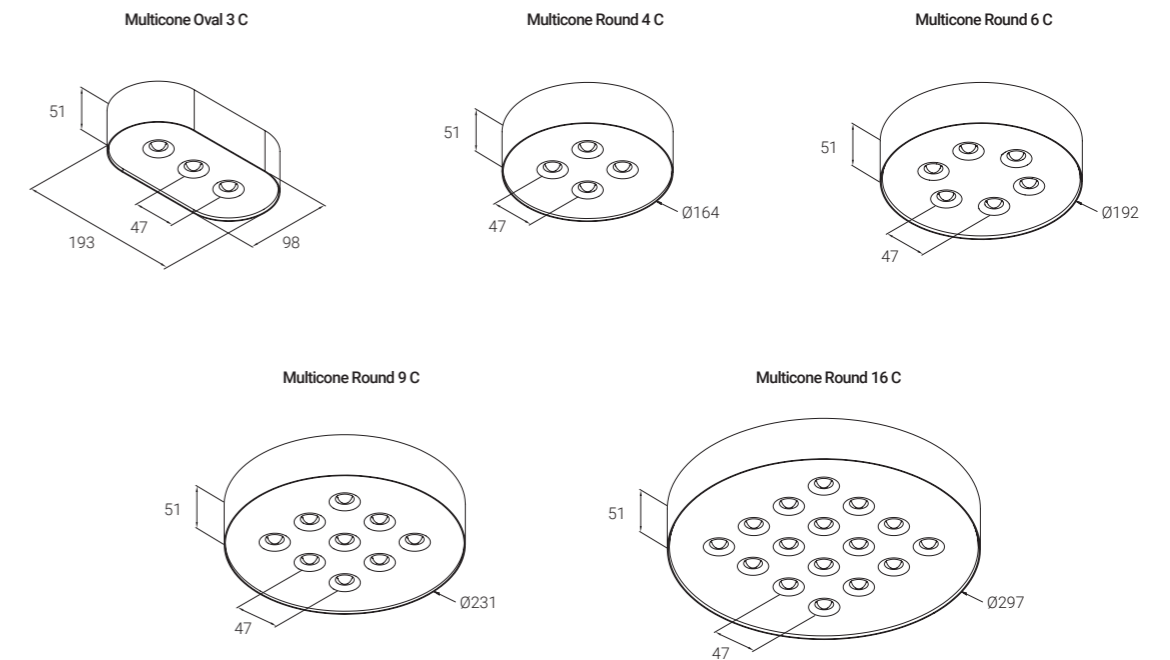 Multicone Oval 3 C
Multicone Round 4 C
Multicone Round 6 C
51
47
193
98
51
47
Ø164
51
47
Ø192
Multicone Round 9 C
Multicone Round 16 C
51
47
Ø231
51
47
Ø297